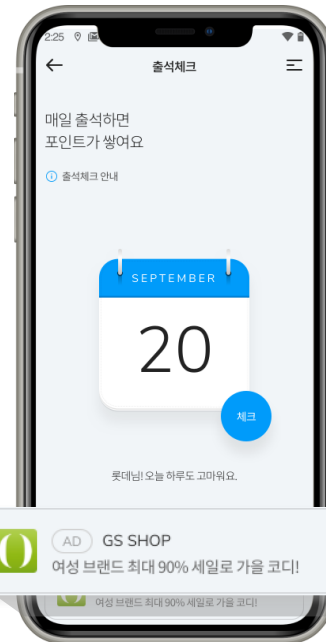 2:25
출석체크
매일 출석하면
포인트가 쌓여요
출석체크 안내
SEPTEMBER
20
체크
롯데님! 오늘 하루도 고마워요.
AD GS SHOP
여성 브랜드 최대 90% 세일로 가을 코디!
여성 브랜드 최대 90% 세일로 가을 코디!